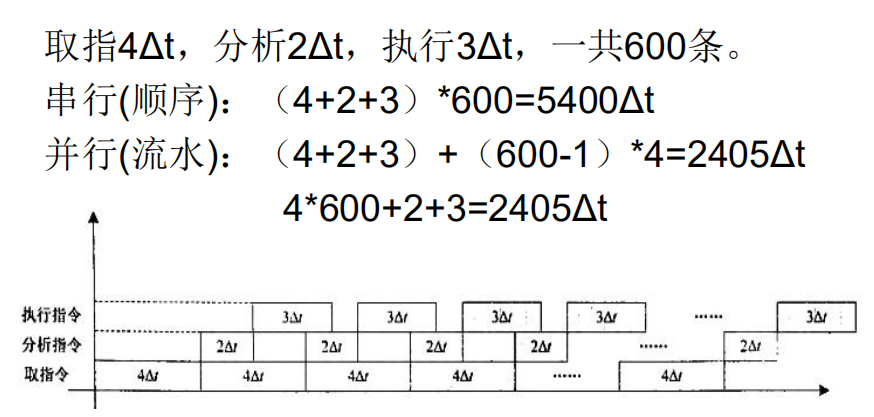 取指4Δt，分析2Δt，执行3Δt，一共600条。
串行(顺序)：（4+2+3）*600=5400Δt
并行(流水)：（4+2+3）+（600-1）*4=2405Δt
4*600+2+3=2405Δt
执行指令 3Δt 3Δt 3Δt 3Δt …… 3Δt
分析指令 2Δt 2Δt 2Δt 2Δt …… 2Δt
取指令 4Δt 4Δt 4Δt 4Δt …… 4Δt